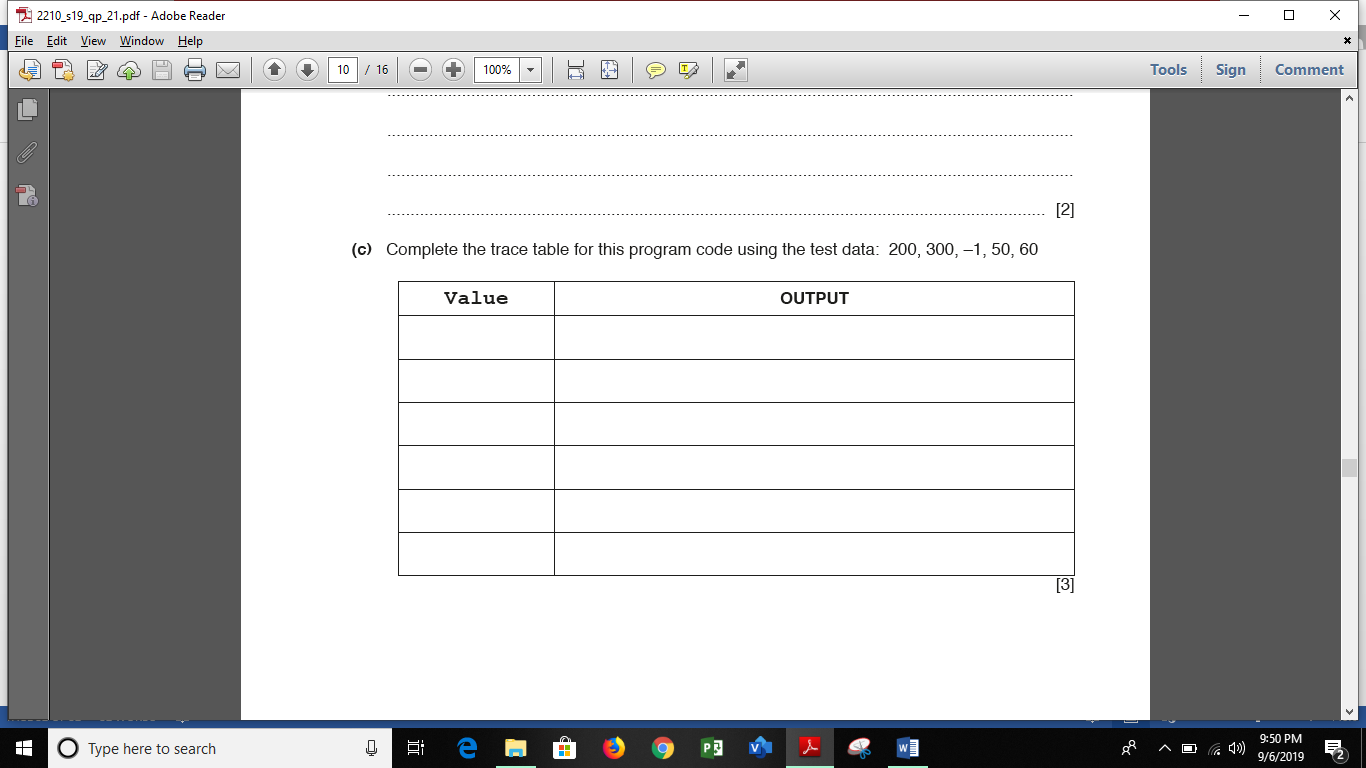 2210_s19_qp_21.pdf - Adobe Reader
File Edit View Window Help
10 / 16 100% Tools Sign Comment
[2]
(c) Complete the trace table for this program code using the test data: 200, 300, –1, 50, 60
Value OUTPUT
[3]
Type here to search
9:50 PM
9/6/2019
2